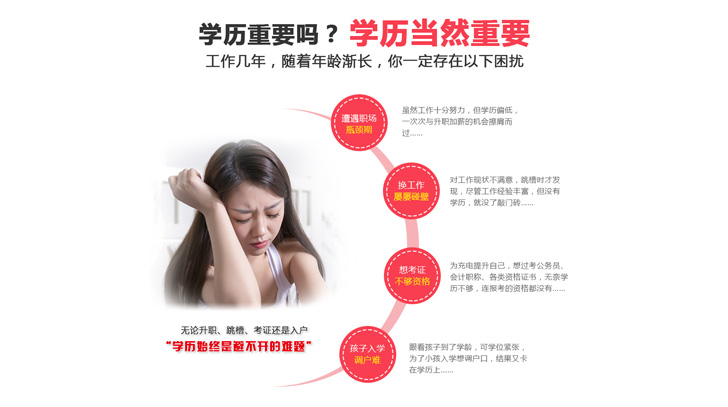 学历重要吗？学历当然重要
工作几年，随着年龄渐长，你一定存在以下困扰
遭遇职场
瓶颈期
虽然工作十分努力，但学历偏低，
一次次与升职加薪的机会擦肩而
过......
换工作
屡屡碰壁
对工作现状不满意，跳槽时才发
现，尽管工作经验丰富，但没有
学历，就没了敲门砖......
想考证
不够资格
为充电提升自己，想过考公务员、
会计职称、各类资格证书，无奈学
历不够，连报考的资格都没有......
孩子入学
调户难
眼看孩子到了学龄，可学位紧张，
为了小孩入学想调户口，结果又卡
在学历上......
无论升职、跳槽、考证还是入户
“学历始终是避不开的难题”